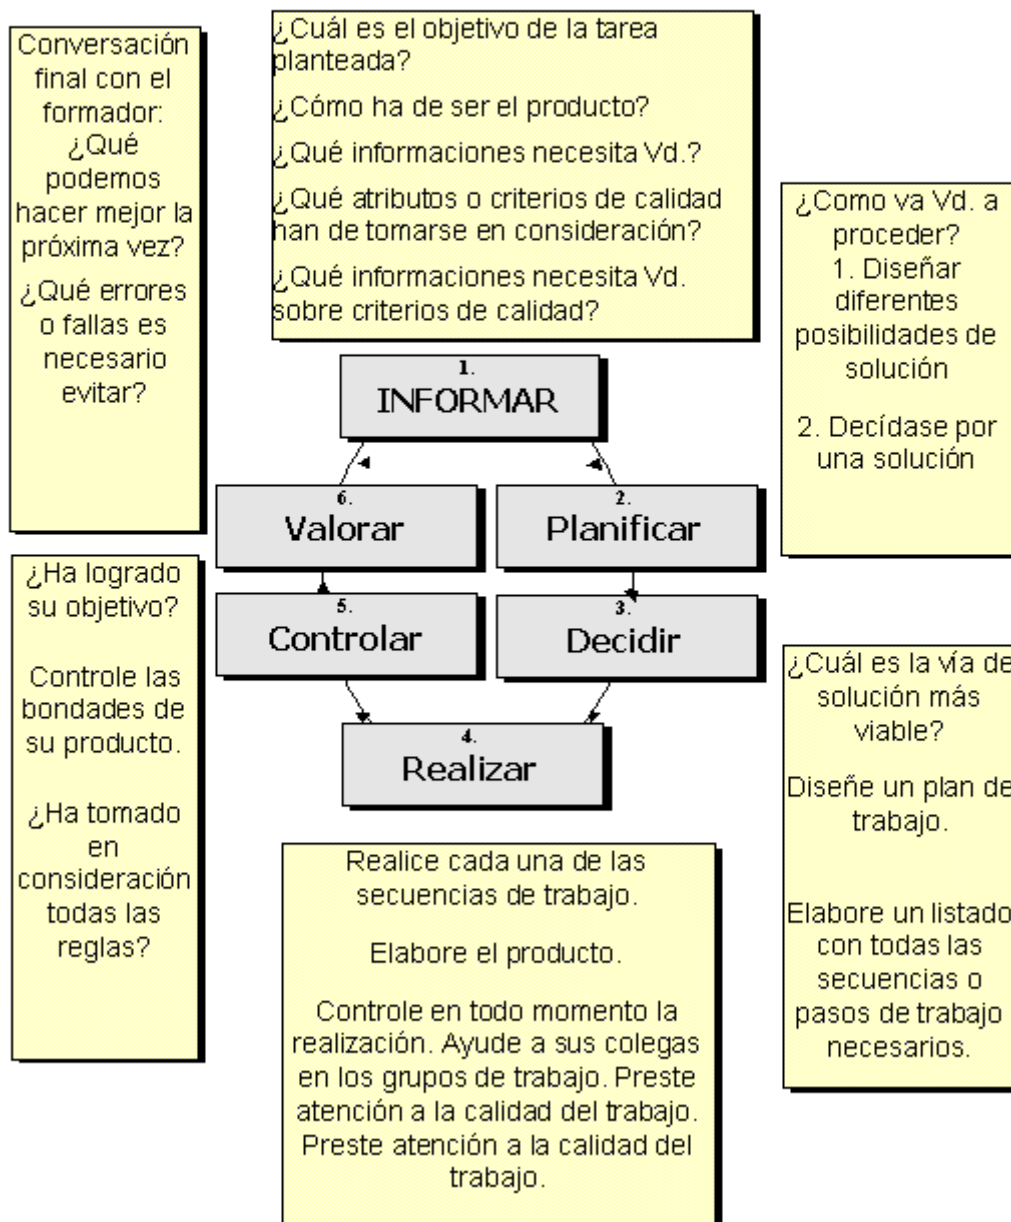 Conversación
final con el
formador:
¿Qué
podemos
hacer mejor la
próxima vez?
¿Qué errores
o fallas es
necesario
evitar?
¿Cuál es el objetivo de la tarea
planteada?
¿Cómo ha de ser el producto?
¿Qué informaciones necesita Vd.?
¿Qué atributos o criterios de calidad
han de tomarse en consideración?
¿Qué informaciones necesita Vd.
sobre criterios de calidad?
¿Como va Vd. a
proceder?
1. Diseñar
diferentes
posibilidades de
solución
2. Decídase por
una solución
1.
INFORMAR
6.
Valorar
2.
Planificar
5.
Controlar
3.
Decidir
4.
Realizar
¿Ha logrado
su objetivo?
Controle las
bondades de
su producto.
¿Ha tomado
en
consideración
todas las
reglas?
¿Cuál es la vía de
solución más
viable?
Diseñe un plan de
trabajo.
Elabore un listado
con todas las
secuencias o
pasos de trabajo
necesarios.
Realice cada una de las
secuencias de trabajo.
Elabore el producto.
Controle en todo momento la
realización. Ayude a sus colegas
en los grupos de trabajo. Preste
atención a la calidad del trabajo.
Preste atención a la calidad del
trabajo.